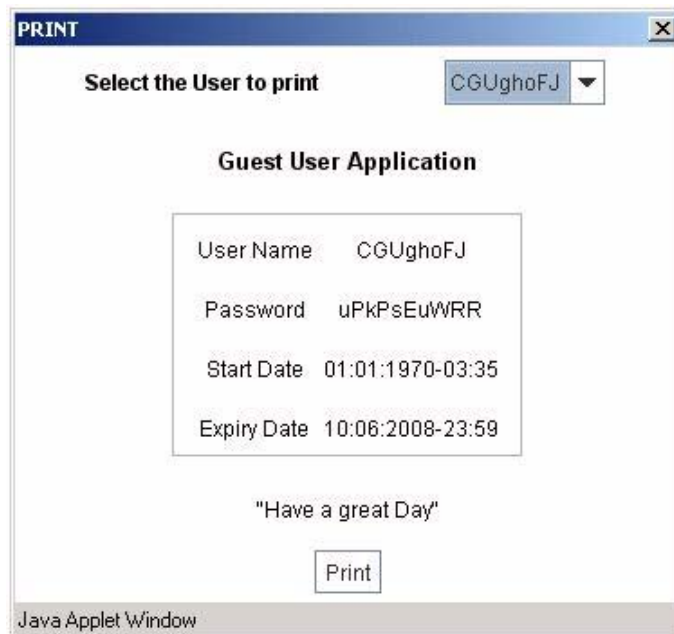 PRINT
Select the User to print CGUghoFJ
Guest User Application
User Name CGUghoFJ
Password uPkPsEuWRR
Start Date 01:01:1970-03:35
Expiry Date 10:06:2008-23:59
"Have a great Day"
Print
Java Applet Window